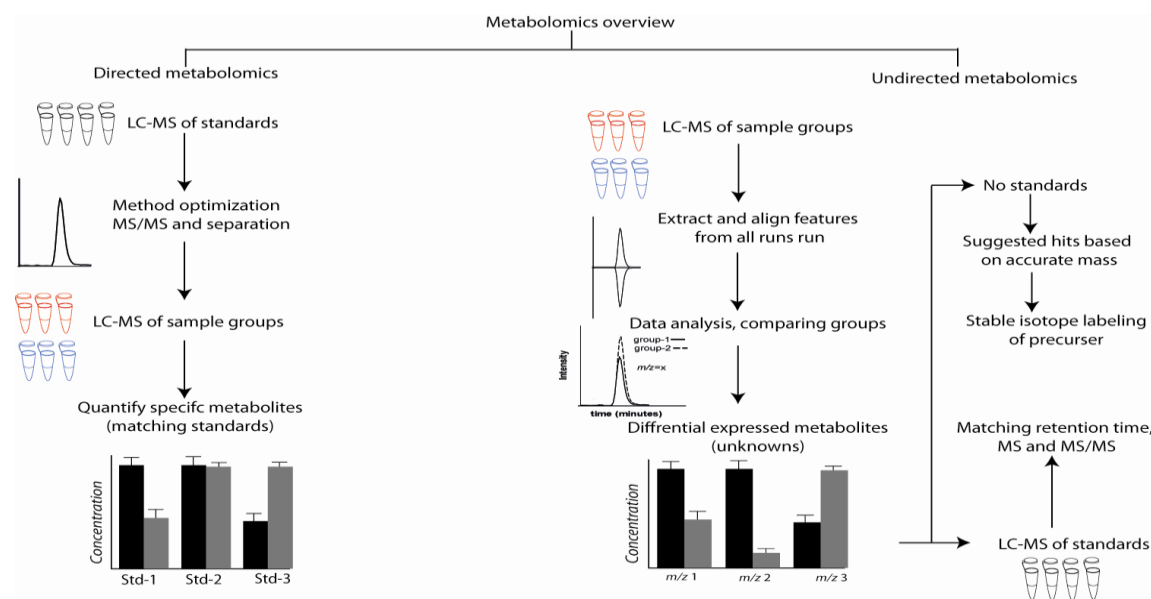 Metabolomics overview
Directed metabolomics
LC-MS of standards
Method optimization
MS/MS and separation
LC-MS of sample groups
Quantify specifc metabolites
(matching standards)
Concentration
Std-1
Std-2
Std-3
Undirected metabolomics
LC-MS of sample groups
Extract and align features
from all runs run
Data analysis, comparing groups
group-1
group-2
m/z=x
Intensity
time (minutes)
Diffrential expressed metabolites
(unknowns)
Concentration
m/z 1
m/z 2
m/z 3
No standards
Suggested hits based
on accurate mass
Stable isotope labeling
of precurser
Matching retention time,
MS and MS/MS
LC-MS of standards